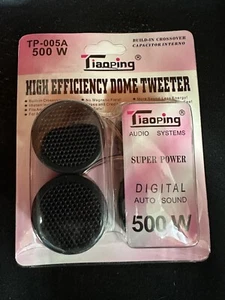 TP-005A
500 W
Tiaoping
BUILD-IN CROSSOVER
CAPACITOR INTERNO
HIGH EFFICIENCY DOME TWEETER
Tiaoping
AUDIO SYSTEMS
SUPER POWER
DIGITAL
AUTO SOUND
500 W